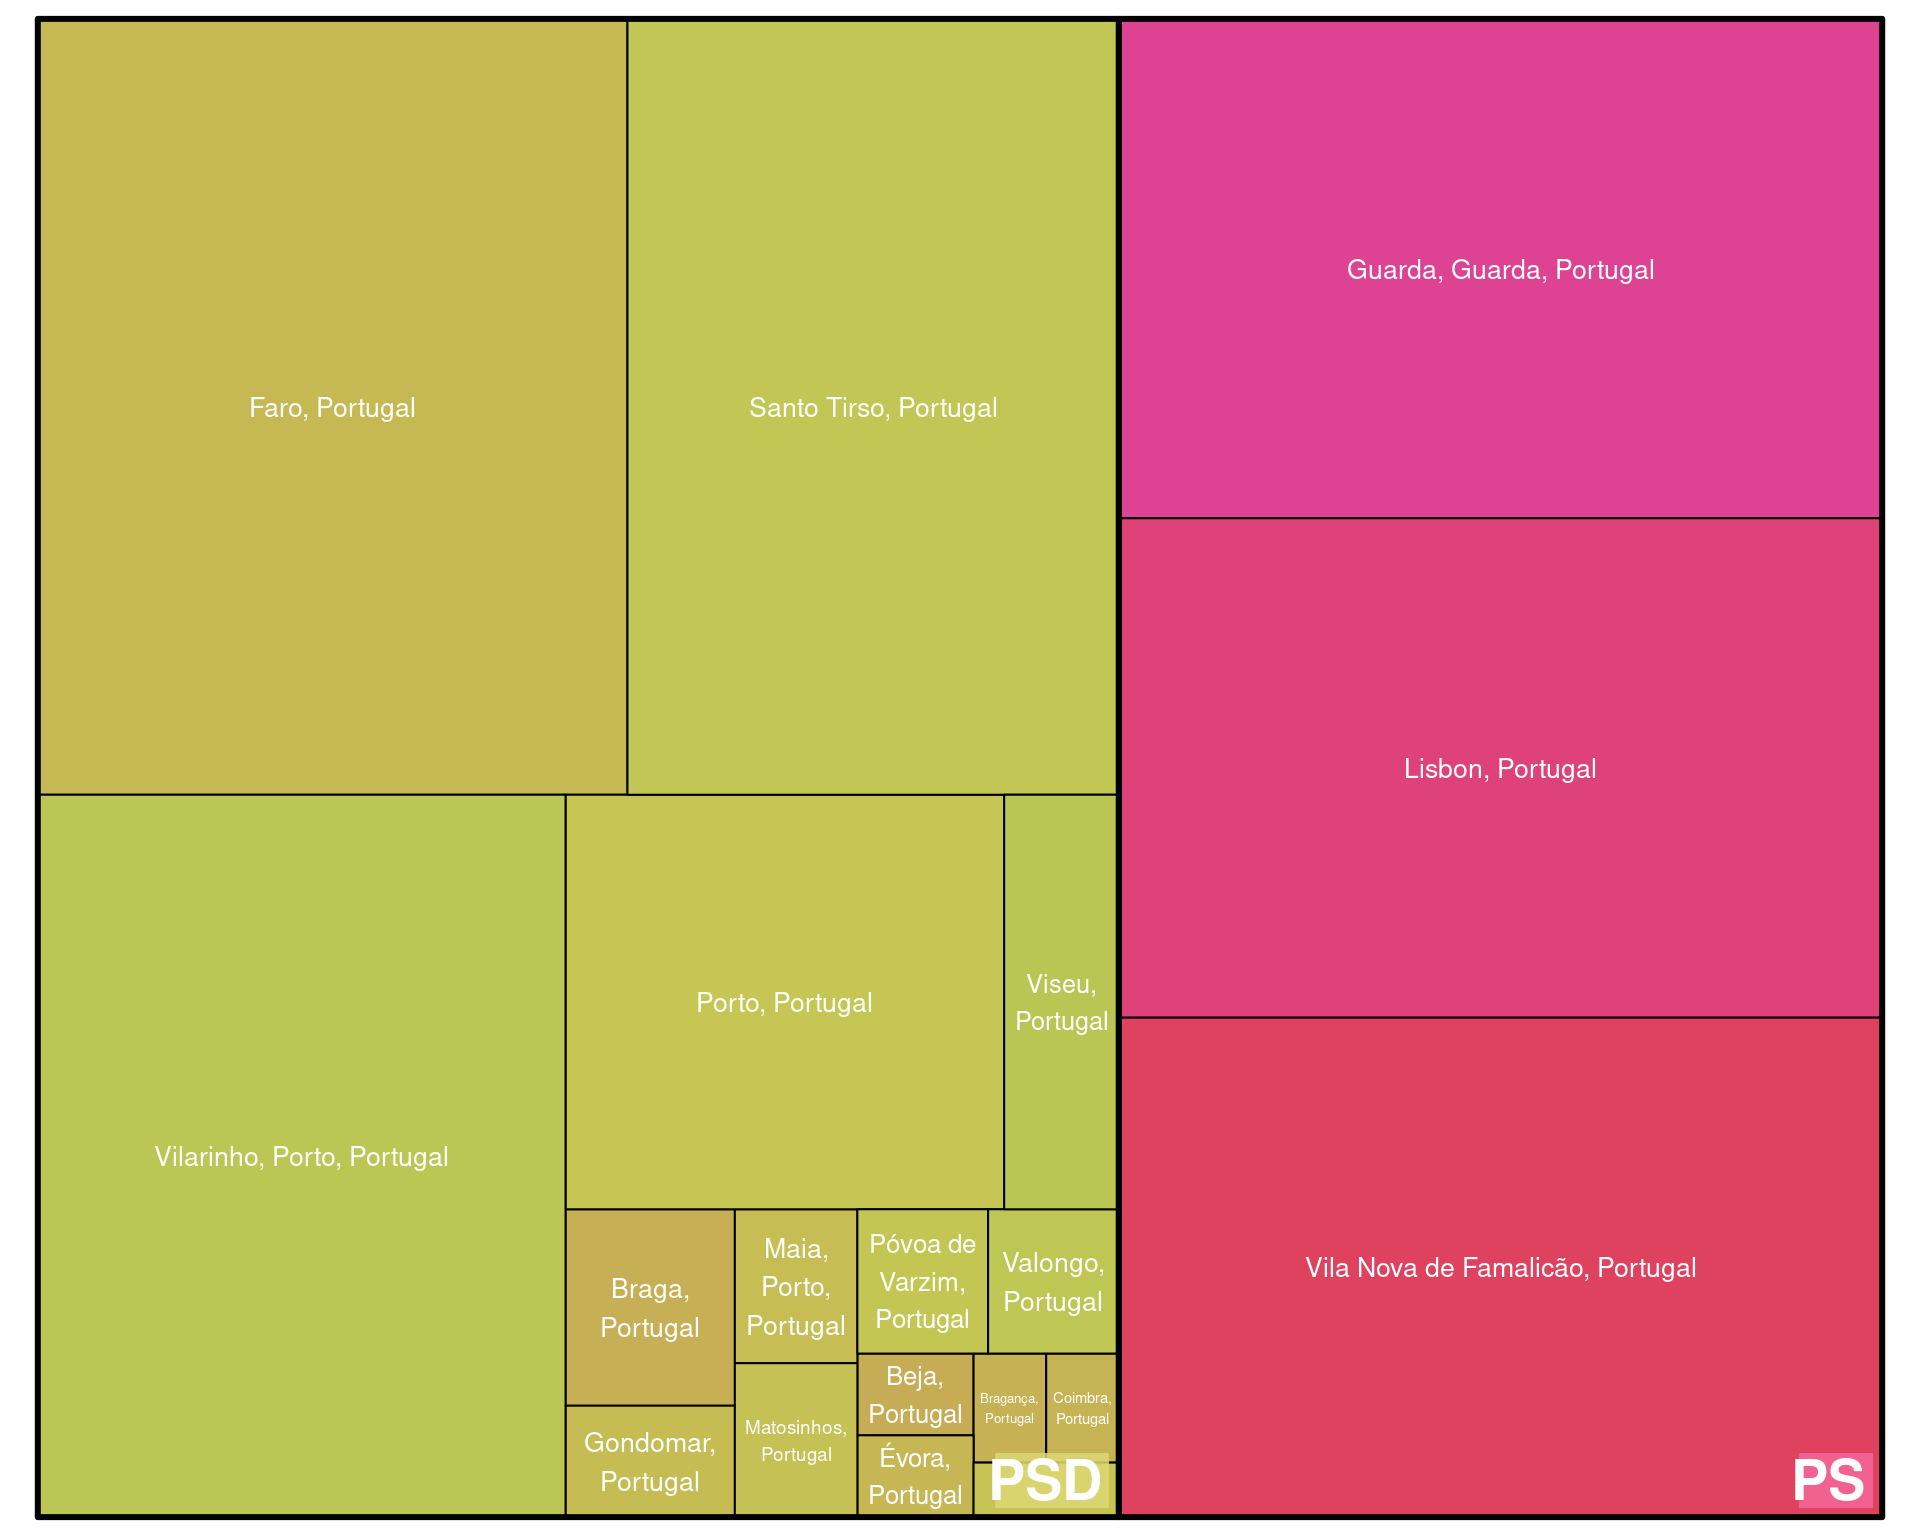 Faro, Portugal
Santo Tirso, Portugal
Guarda, Guarda, Portugal
Lisbon, Portugal
Vilarinho, Porto, Portugal
Porto, Portugal
Viseu,
Portugal
Braga,
Portugal
Maia,
Porto,
Portugal
Póvoa de
Varzim,
Portugal
Valongo,
Portugal
Vila Nova de Famalicão, Portugal
Gondomar,
Portugal
Matosinhos,
Portugal
Beja,
Portugal
Bragança,
Portugal
Coimbra,
Portugal
Évora,
Portugal
PSD
PS